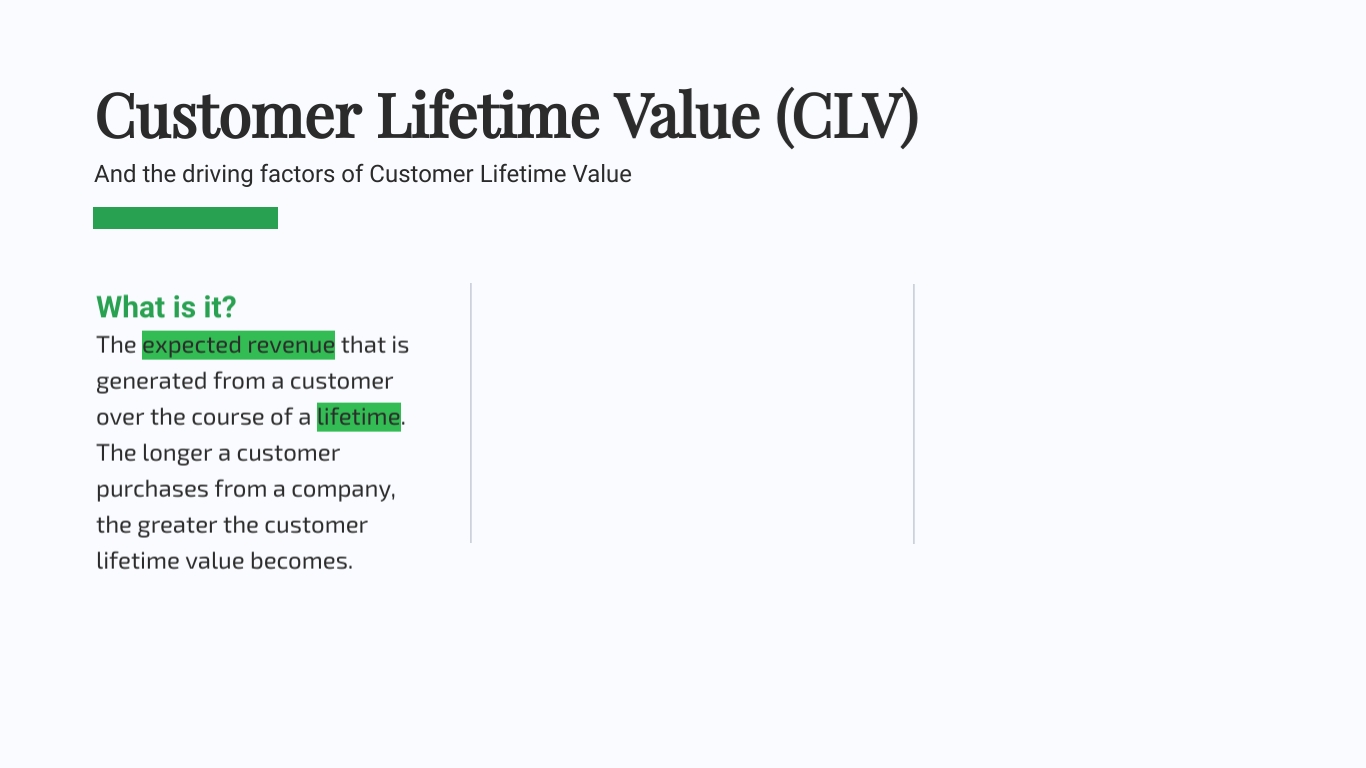 Customer Lifetime Value (CLV)
And the driving factors of Customer Lifetime Value
What is it?
The expected revenue that is
generated from a customer
over the course of a lifetime.
The longer a customer
purchases from a company,
the greater the customer
lifetime value becomes.